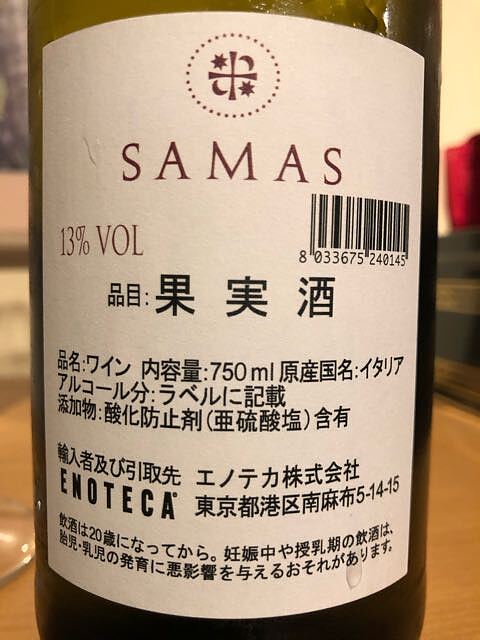 SAMAS
13% VOL
8 033675 240145
品目:果実酒
品名:ワイン 内容量:750ml 原産国名:イタリア
アルコール分:ラベルに記載
添加物:酸化防止剤(亜硫酸塩)含有
輸入者及び引取先 エノテカ株式会社
ENOTECA® 東京都港区南麻布5-14-15
飲酒は20歳になってから。妊娠中や授乳期の飲酒は、
胎児・乳児の発育に悪影響を与えるおそれがあります。